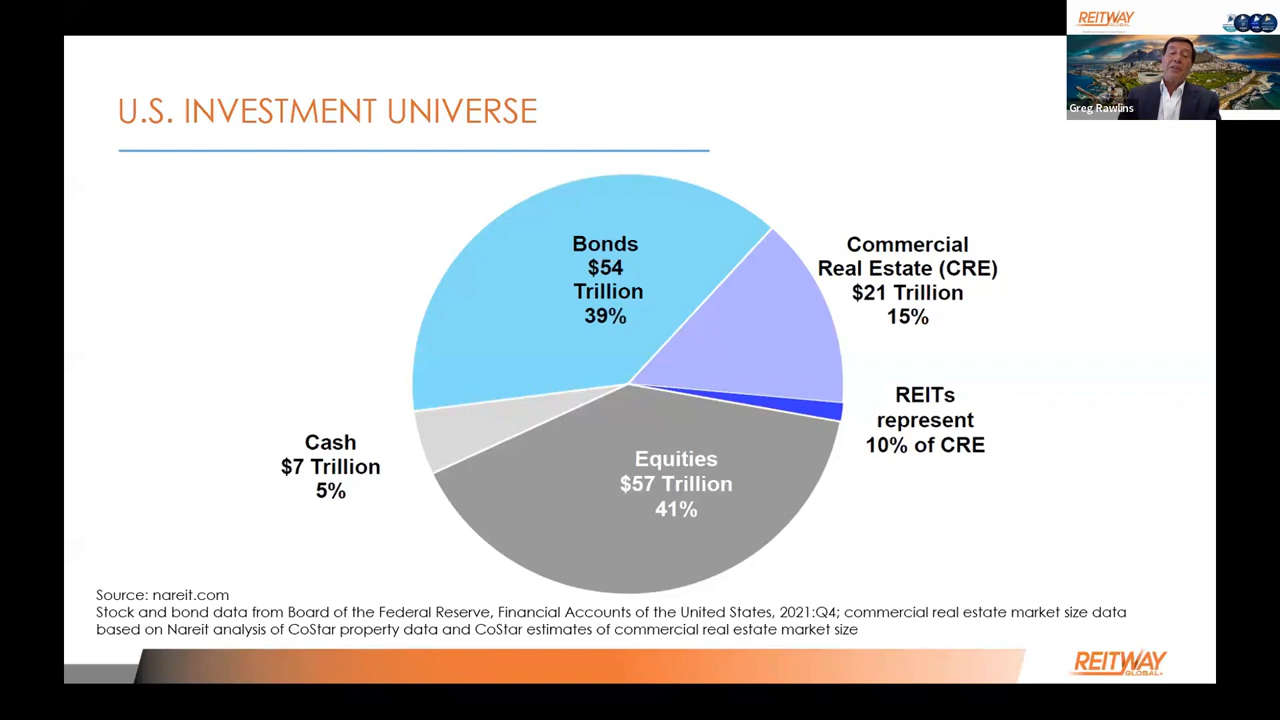 REITWAY
GLOBAL
Greg Rawlins
U.S. INVESTMENT UNIVERSE
Bonds
$54
Trillion
39%
Commercial
Real Estate (CRE)
$21 Trillion
15%
REITs
represent
10% of CRE
Cash
$7 Trillion
5%
Equities
$57 Trillion
41%
Source: nareit.com
Stock and bond data from Board of the Federal Reserve, Financial Accounts of the United States, 2021:Q4; commercial real estate market size data
based on Nareit analysis of CoStar property data and CoStar estimates of commercial real estate market size
REITWAY
GLOBAL